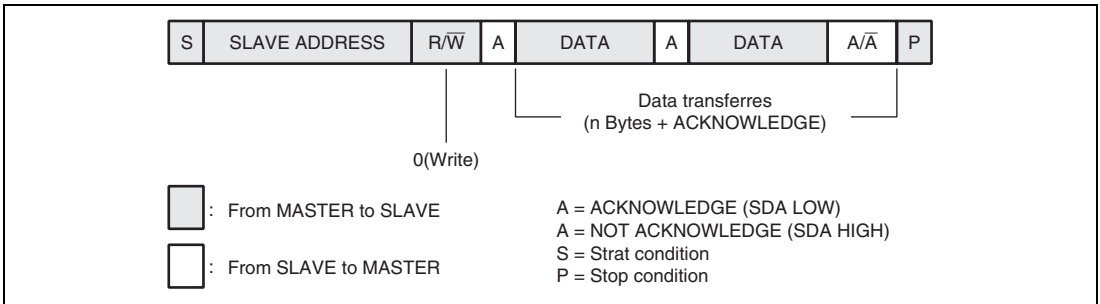 S SLAVE ADDRESS R/W̅ A DATA A DATA A/A̅ P
Data transferres
(n Bytes + ACKNOWLEDGE)
0(Write)
: From MASTER to SLAVE
: From SLAVE to MASTER
A = ACKNOWLEDGE (SDA LOW)
A = NOT ACKNOWLEDGE (SDA HIGH)
S = Strat condition
P = Stop condition